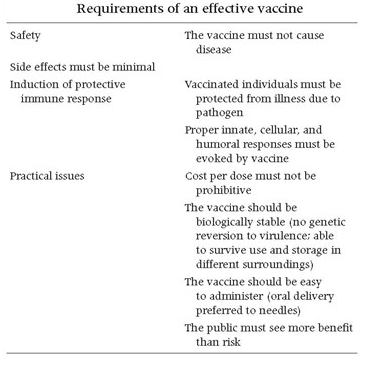 Requirements of an effective vaccine
Safety
The vaccine must not cause
disease
Side effects must be minimal
Induction of protective
immune response
Vaccinated individuals must be
protected from illness due to
pathogen
Proper innate, cellular, and
humoral responses must be
evoked by vaccine
Practical issues
Cost per dose must not be
prohibitive
The vaccine should be
biologically stable (no genetic
reversion to virulence; able
to survive use and storage in
different surroundings)
The vaccine should be easy
to administer (oral delivery
preferred to needles)
The public must see more benefit
than risk